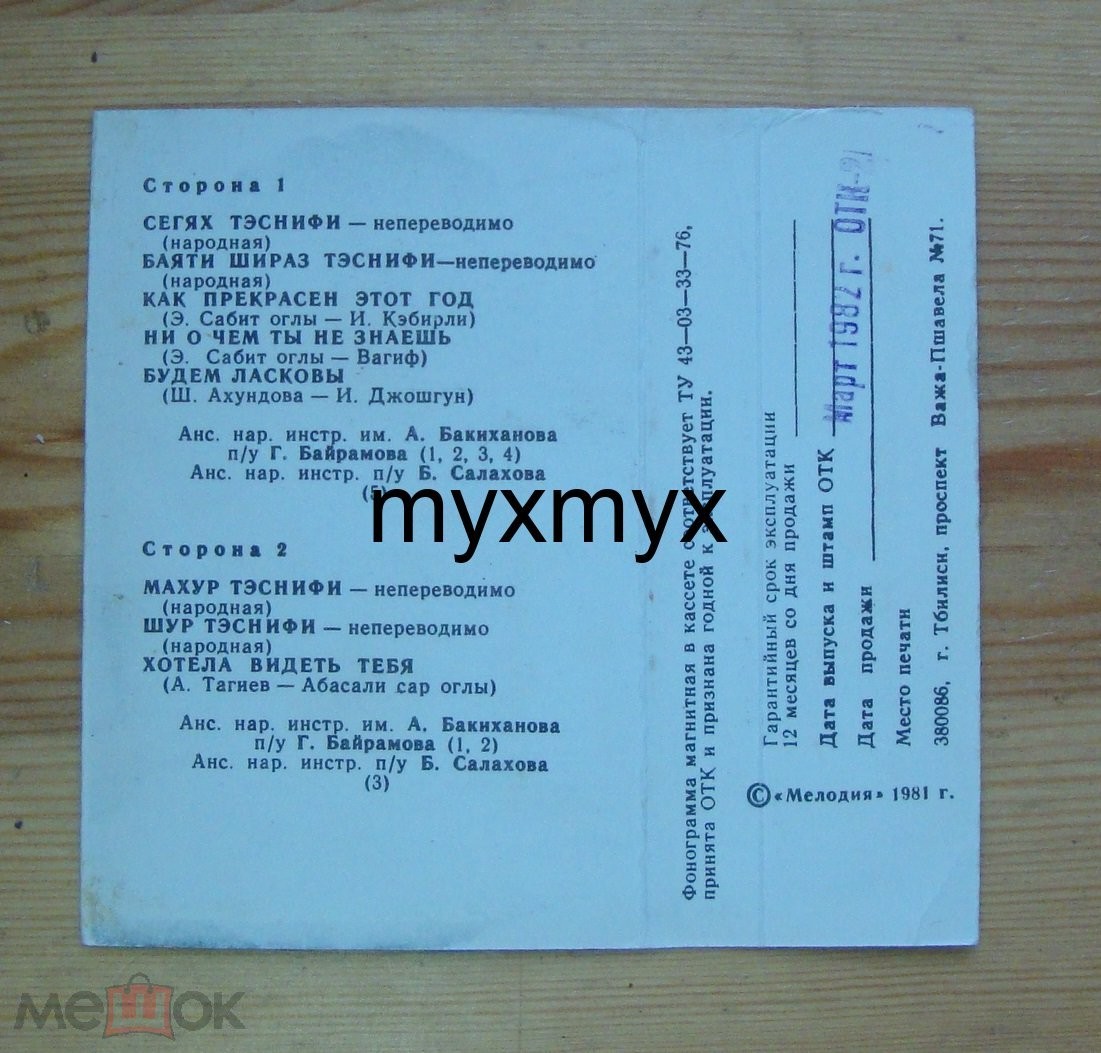 Сторона 1
СЕГЯХ ТЭСНИФИ — непереводимо
(народная)
БАЯТИ ШИРАЗ ТЭСНИФИ—непереводимо
(народная)
КАК ПРЕКРАСЕН ЭТОТ ГОД
(Э. Сабит оглы — И. Кэбирли)
НИ О ЧЕМ ТЫ НЕ ЗНАЕШЬ
(Э. Сабит оглы — Вагиф)
БУДЕМ ЛАСКОВЫ
(Ш. Ахундова — И. Джошгун)
Анс. нар. инстр. им. А. Бакиханова
п/у Г. Байрамова (1, 2, 3, 4)
Анс. нар. инстр. п/у Б. Салахова
(5)
myxmyx
Сторона 2
МАХУР ТЭСНИФИ — непереводимо
(народная)
ШУР ТЭСНИФИ — непереводимо
(народная)
ХОТЕЛА ВИДЕТЬ ТЕБЯ
(А. Тагиев — Абасали сар оглы)
Анс. нар. инстр. им. А. Бакиханова
п/у Г. Байрамова (1, 2)
Анс. нар. инстр. п/у Б. Салахова
(3)
Фонограмма магнитная в кассете соответствует ТУ 43—03—33—76,
принята ОТК и признана годной к эксплуатации.
Гарантийный срок эксплуатации
12 месяцев со дня продажи
Дата выпуска и штамп ОТК Март 1982 г. ОТК-21
Дата продажи
Место печати
380086, г. Тбилиси, проспект Важа-Пшавела №71.
© «Мелодия» 1981 г.
мешок